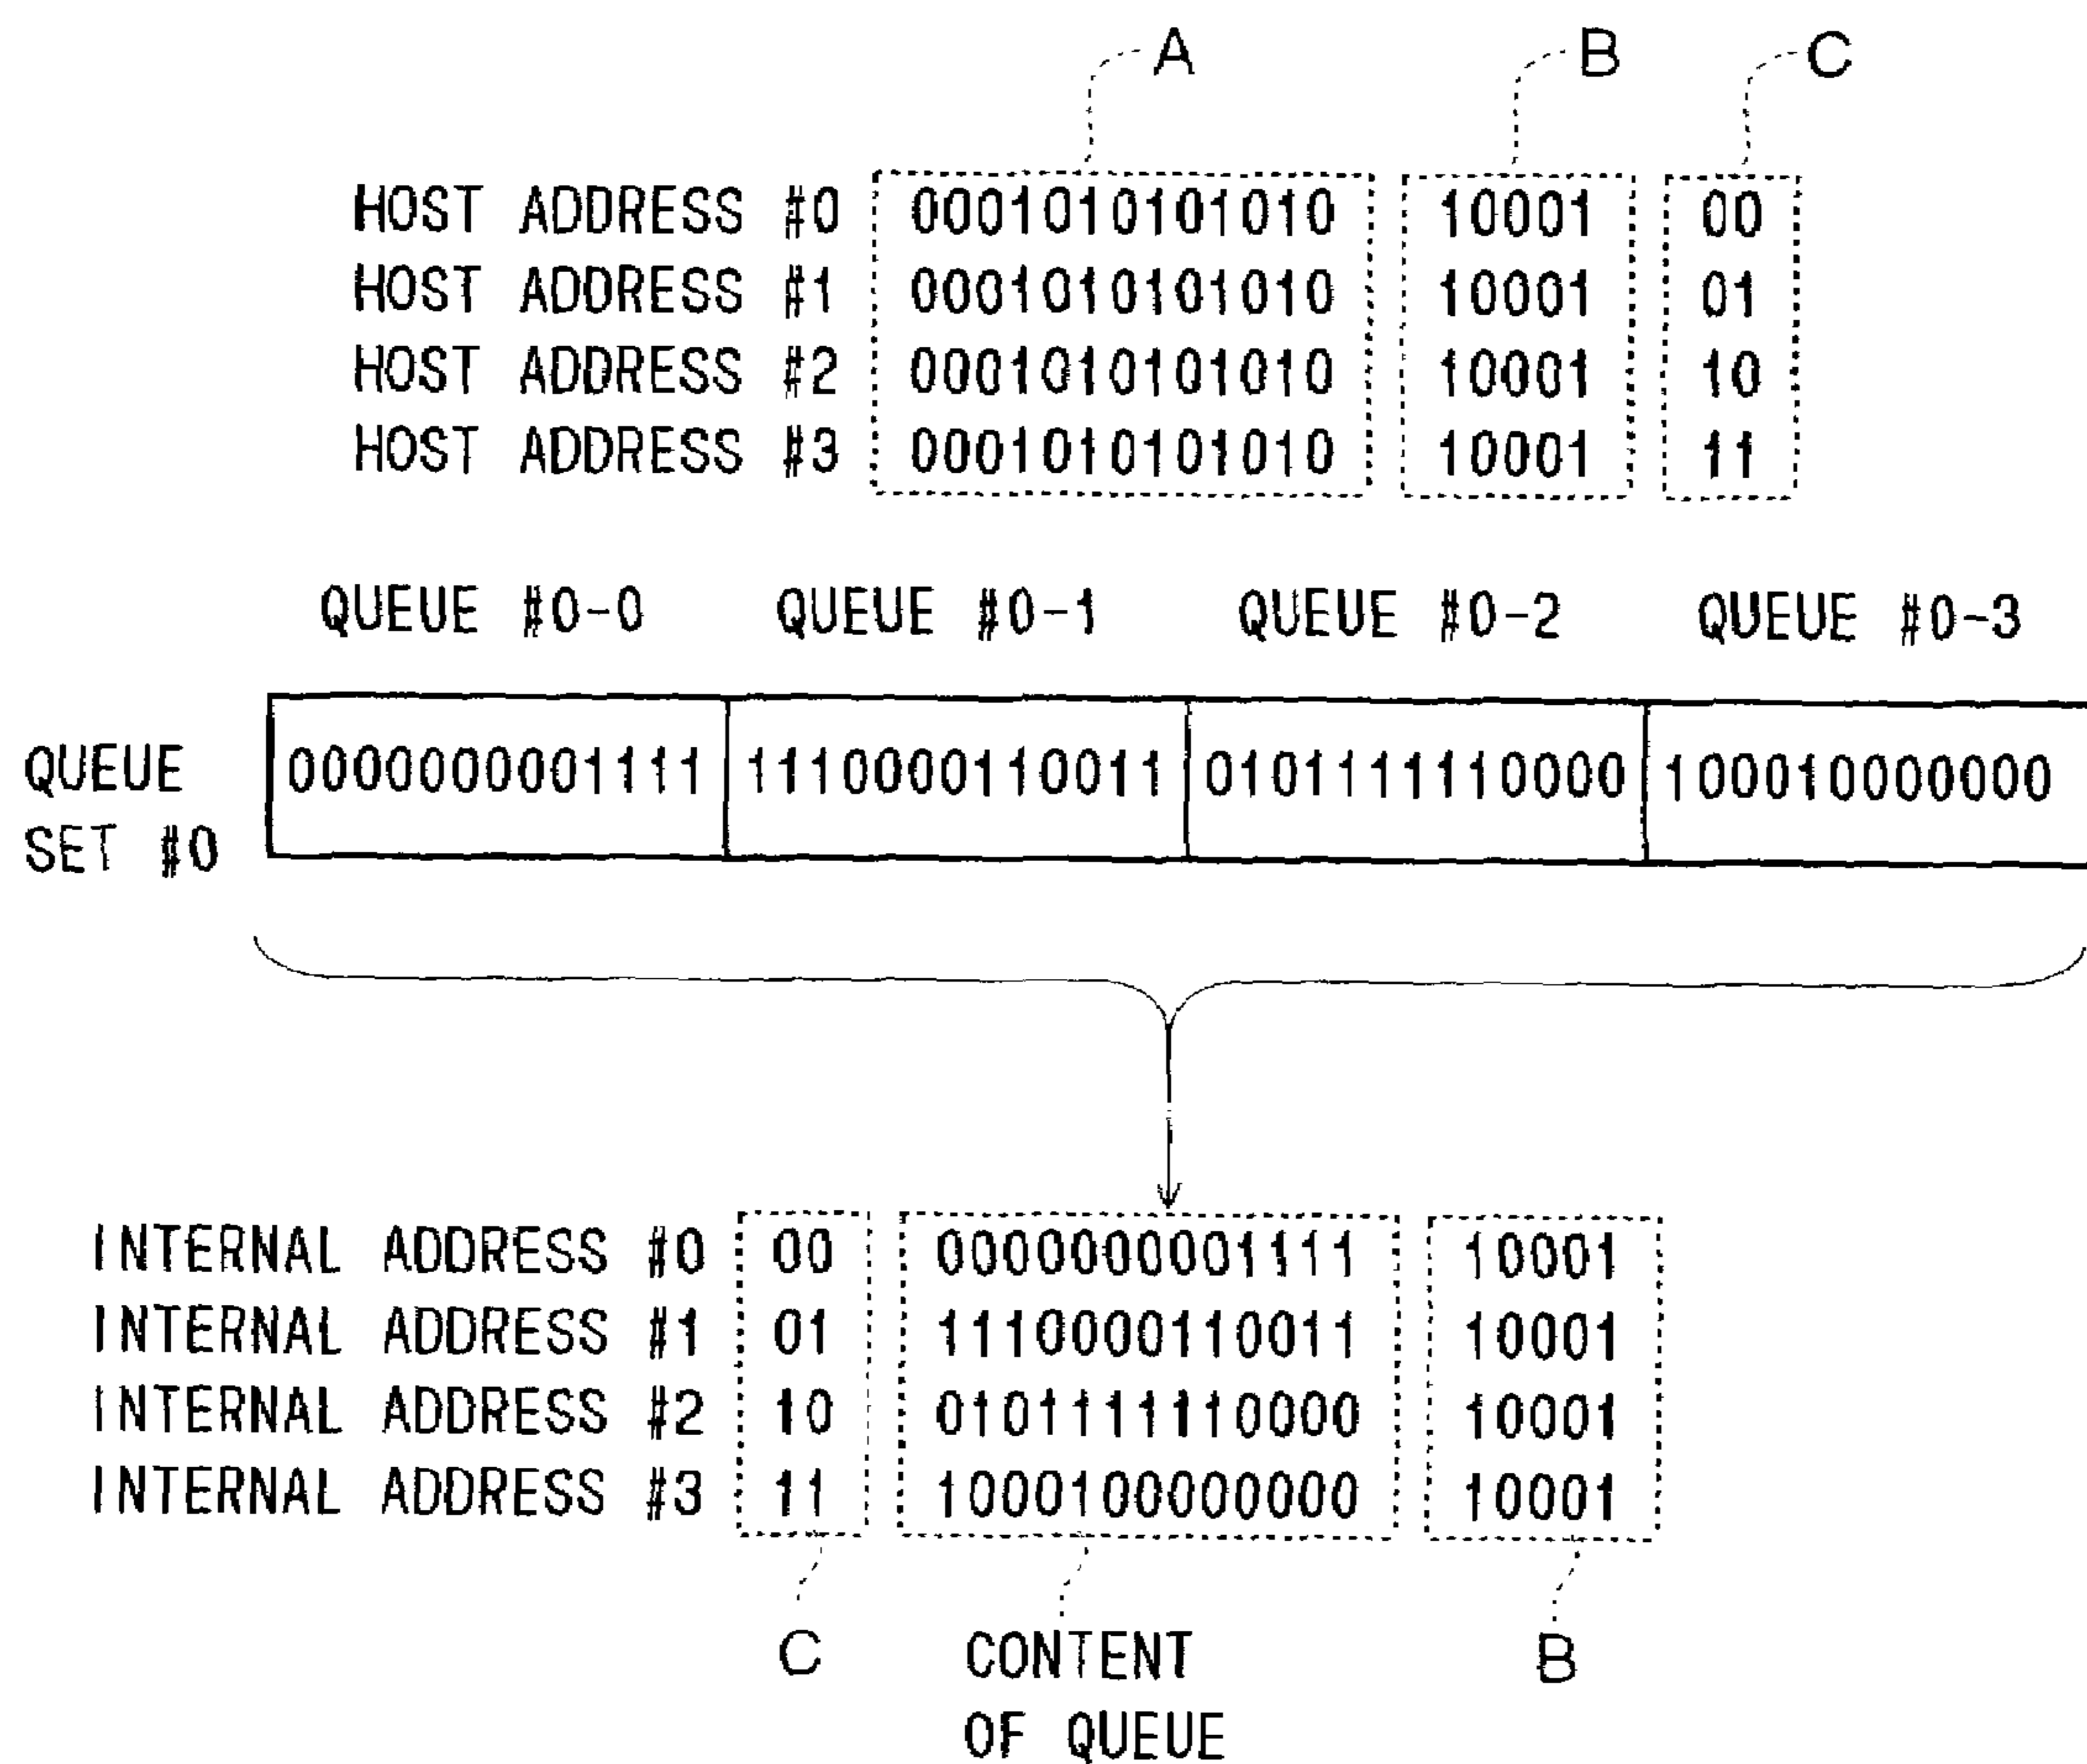 A B C
HOST ADDRESS #0 0001010101010 10001 00
HOST ADDRESS #1 0001010101010 10001 01
HOST ADDRESS #2 0001010101010 10001 10
HOST ADDRESS #3 0001010101010 10001 11
QUEUE #0-0 QUEUE #0-1 QUEUE #0-2 QUEUE #0-3
QUEUE SET #0
0000000001111 1110000110011 0101111110000 100010000000
INTERNAL ADDRESS #0 00 0000000001111 10001
INTERNAL ADDRESS #1 01 1110000110011 10001
INTERNAL ADDRESS #2 10 0101111110000 10001
INTERNAL ADDRESS #3 11 1000100000000 10001
C CONTENT OF QUEUE B